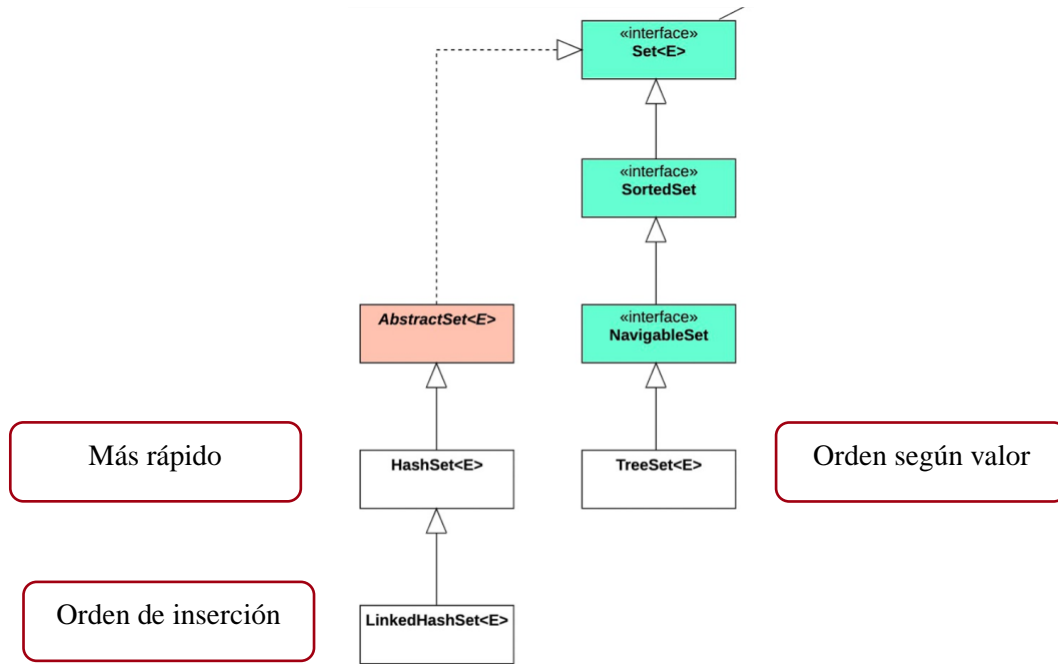 «interface»
Set<E>
«interface»
SortedSet
AbstractSet<E>
«interface»
NavigableSet
Más rápido
HashSet<E>
TreeSet<E>
Orden según valor
Orden de inserción
LinkedHashSet<E>